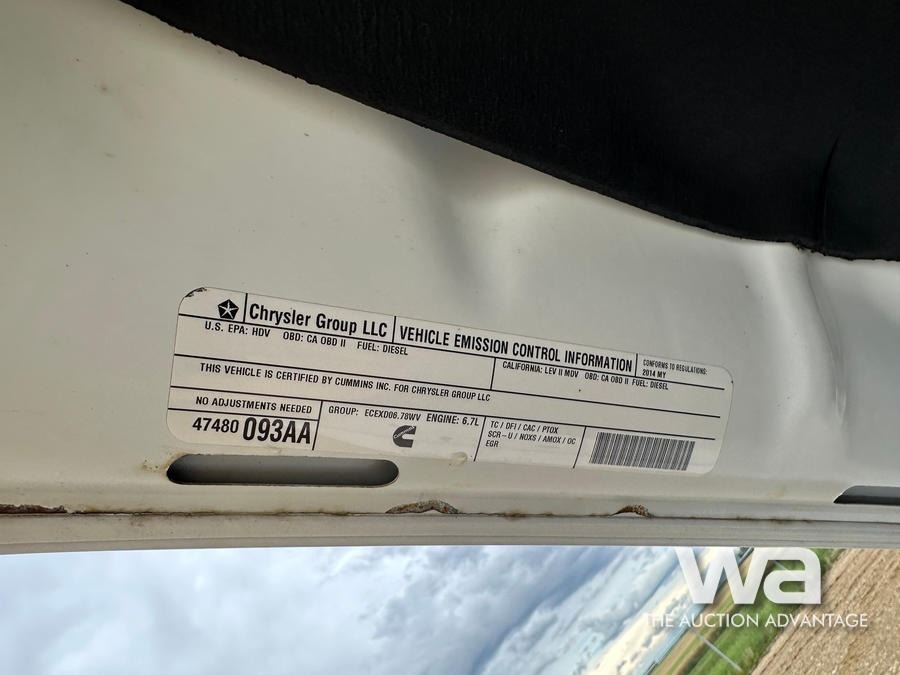 Chrysler Group LLC
VEHICLE EMISSION CONTROL INFORMATION
CONFORMS TO REGULATIONS:
2014 MY
U.S. EPA: HDV OBD: CA OBD II FUEL: DIESEL
CALIFORNIA: LEV II MDV OBD: CA OBD II FUEL: DIESEL
THIS VEHICLE IS CERTIFIED BY CUMMINS INC. FOR CHRYSLER GROUP LLC
NO ADJUSTMENTS NEEDED
47480 093AA
GROUP: ECEXD06.78WV ENGINE: 6.7L
TC / DFI / CAC / PTOX
SCR-U / NOXS / AMOX / OC
EGR
wa
THE AUCTION ADVANTAGE